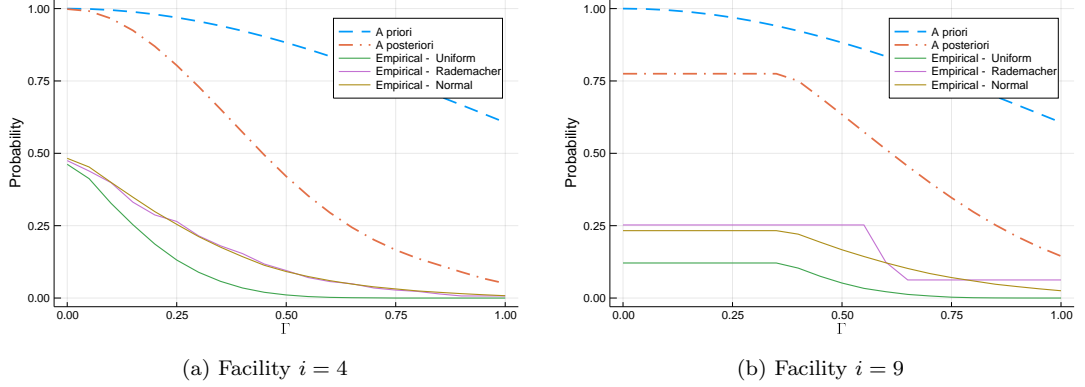 1.00
0.75
0.50
0.25
0.00
Probability
A priori
A posteriori
Empirical - Uniform
Empirical - Rademacher
Empirical - Normal
0.00 0.25 0.50 0.75 1.00
Γ
(a) Facility i = 4
1.00
0.75
0.50
0.25
0.00
Probability
A priori
A posteriori
Empirical - Uniform
Empirical - Rademacher
Empirical - Normal
0.00 0.25 0.50 0.75 1.00
Γ
(b) Facility i = 9